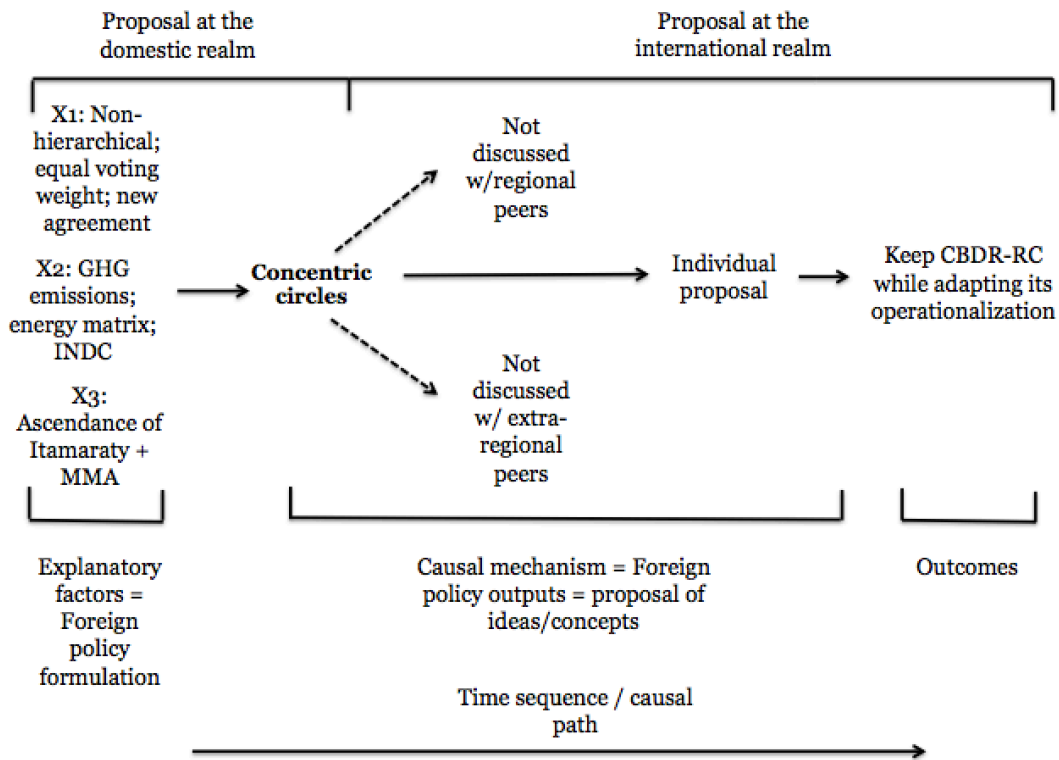 Proposal at the
domestic realm
Proposal at the
international realm
X1: Non-
hierarchical;
equal voting
weight; new
agreement
X2: GHG
emissions;
energy matrix;
INDC
X3:
Ascendance of
Itamaraty +
MMA
Concentric
circles
Not
discussed
w/regional
peers
Not
discussed
w/ extra-
regional
peers
Individual
proposal
Keep CBDR-RC
while adapting its
operationalization
Explanatory
factors =
Foreign
policy
formulation
Causal mechanism = Foreign
policy outputs = proposal of
ideas/concepts
Outcomes
Time sequence / causal
path